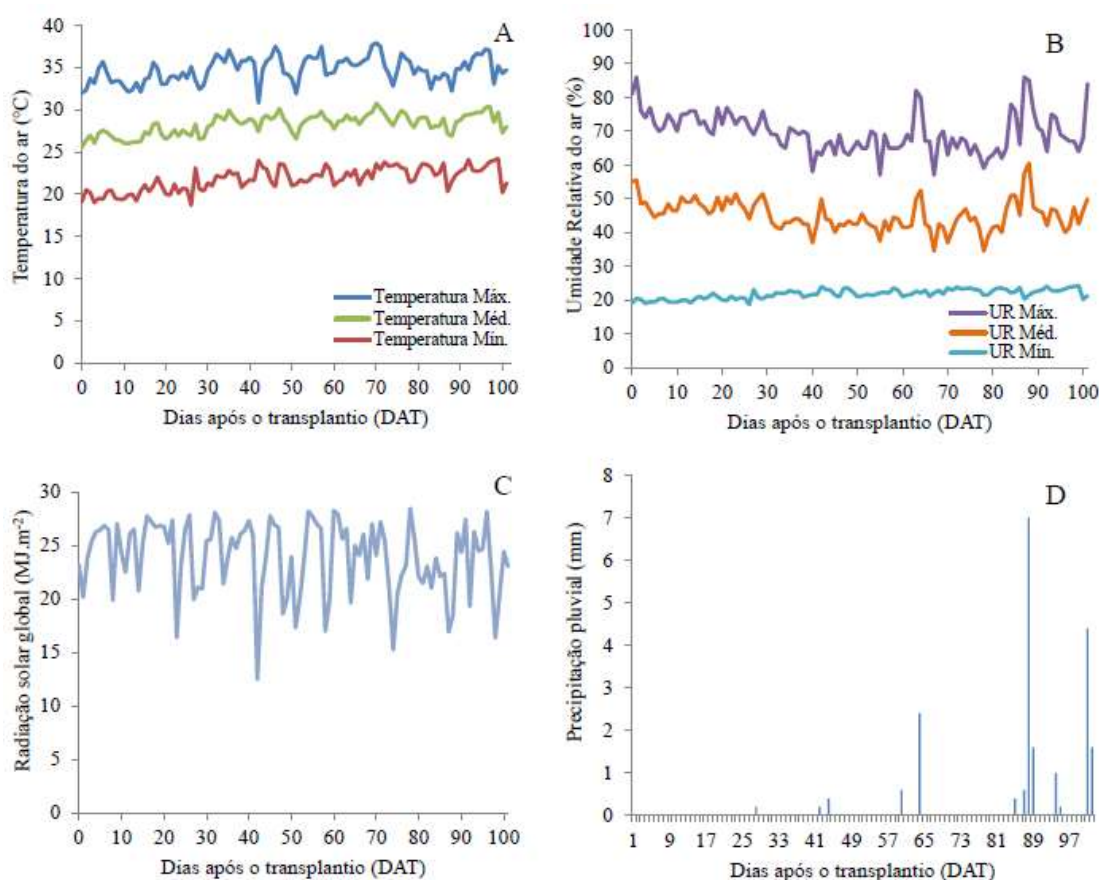 A
Temperatura do ar (°C)
40
35
30
25
20
15
10
5
0
Temperatura Máx.
Temperatura Méd.
Temperatura Mín.
0 10 20 30 40 50 60 70 80 90 100
Dias após o transplantio (DAT)
B
Umidade Relativa do ar (%)
100
90
80
70
60
50
40
30
20
10
0
UR Máx.
UR Méd.
UR Mín.
0 10 20 30 40 50 60 70 80 90 100
Dias após o transplantio (DAT)
C
Radiação solar global (MJ.m⁻²)
30
25
20
15
10
5
0
0 10 20 30 40 50 60 70 80 90 100
Dias após o transplantio (DAT)
D
Precipitação pluvial (mm)
8
7
6
5
4
3
2
1
0
1 9 17 25 33 41 49 57 65 73 81 89 97
Dias após o transplantio (DAT)